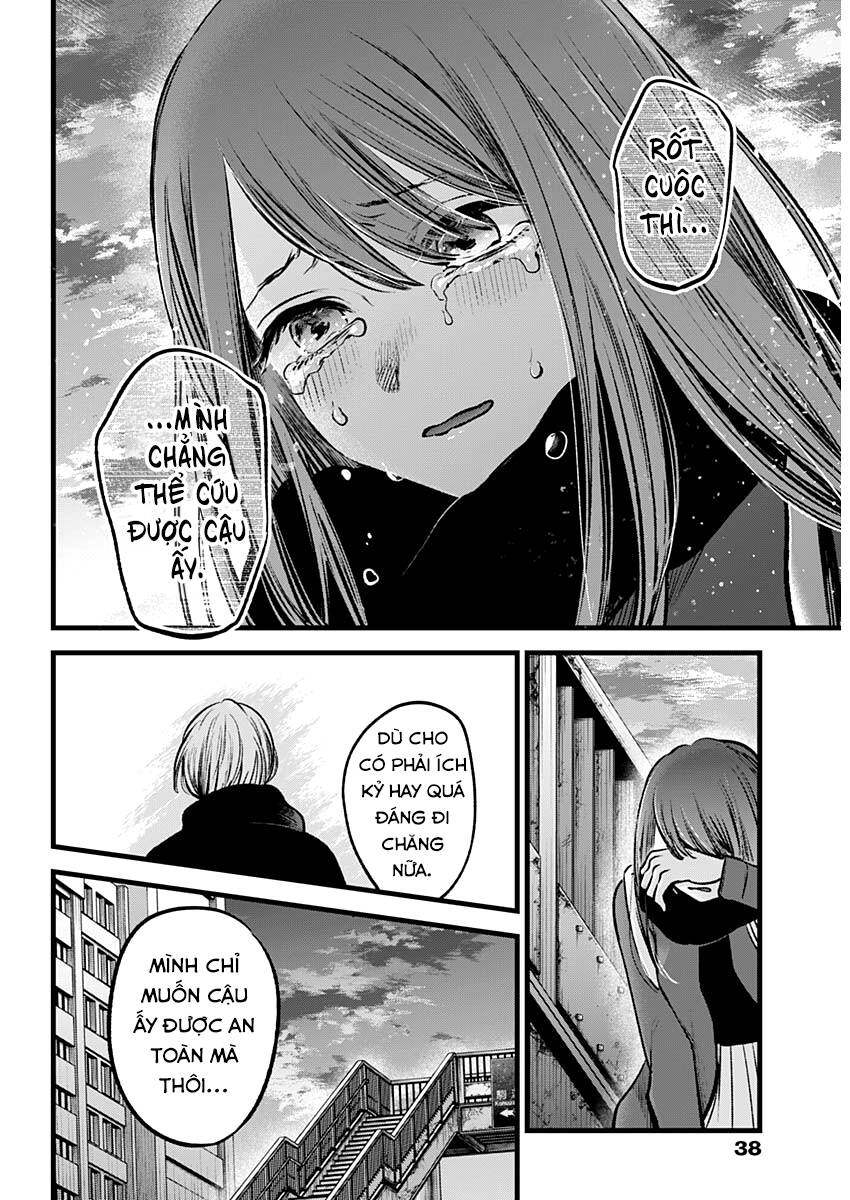 RỐT
CUỘC
THÌ...
...MÌNH
CHẲNG
THỂ CỨU
ĐƯỢC CẬU
ẤY.
DÙ CHO
CÓ PHẢI ÍCH
KỶ HAY QUÁ
ĐÁNG ĐI
CHĂNG
NỮA.
MÌNH CHỈ
MUỐN CẬU
ẤY ĐƯỢC AN
TOÀN MÀ
THÔI...
38